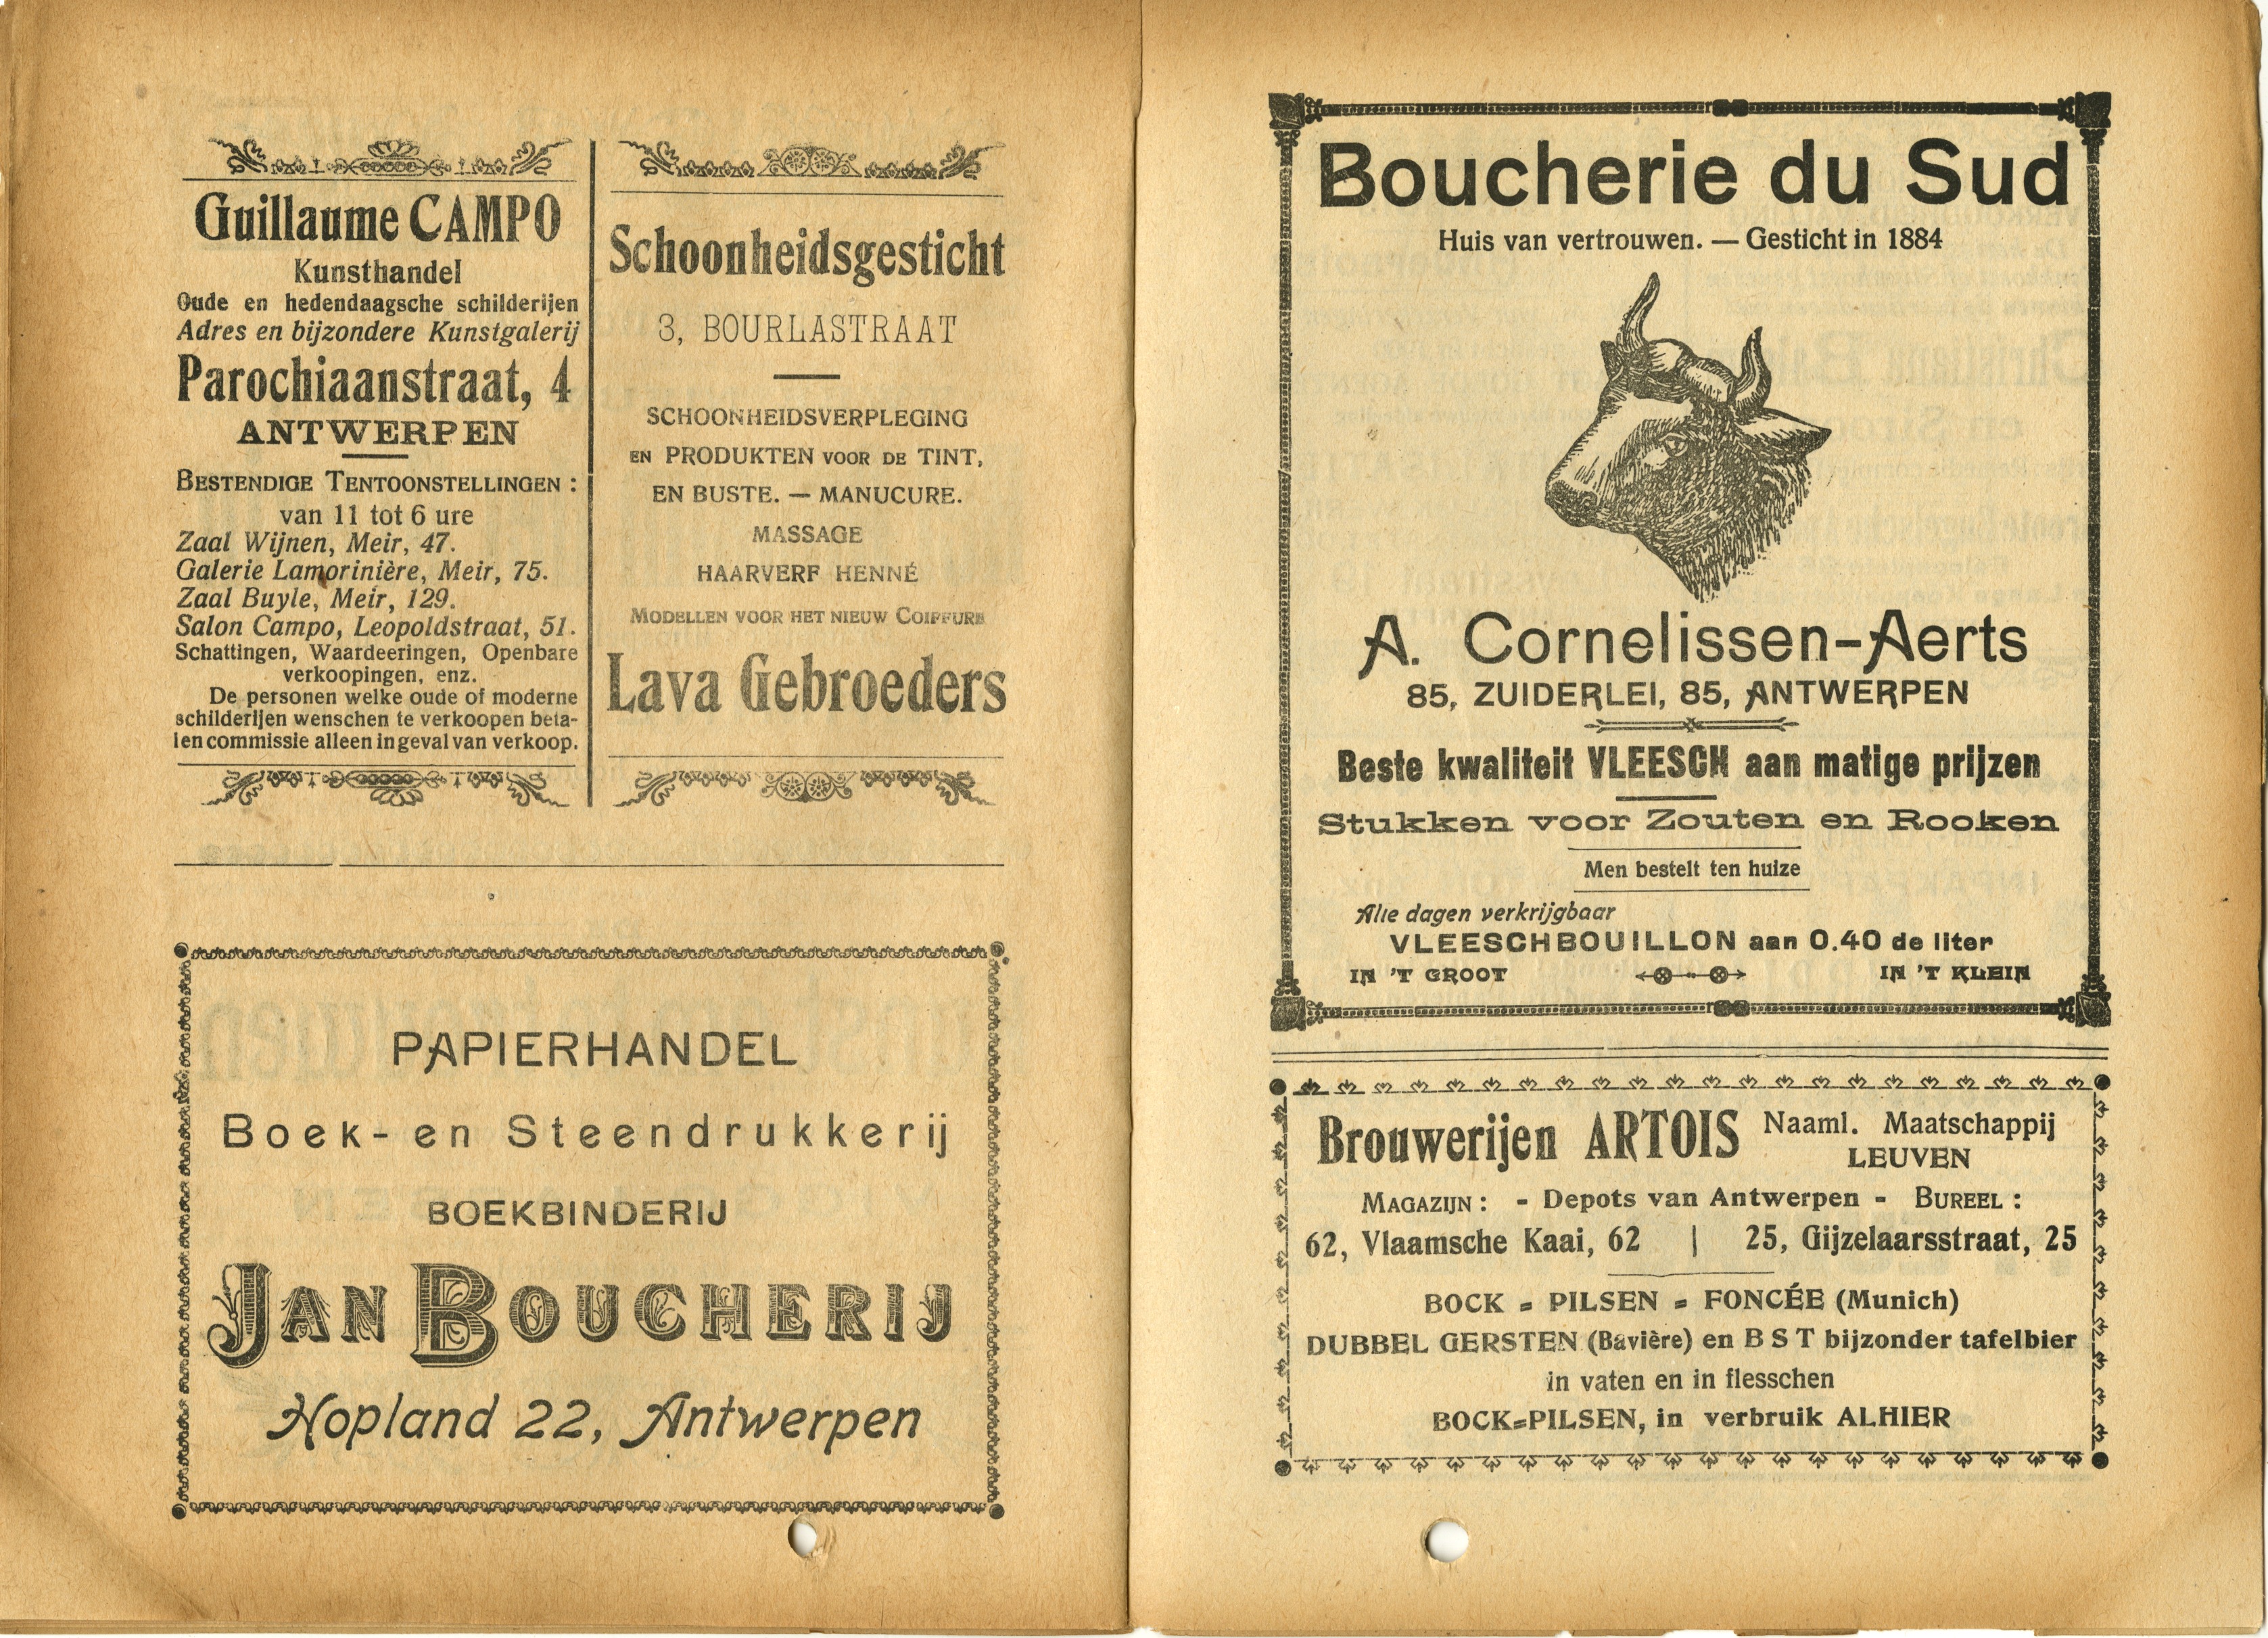 Guillaume CAMPO
Kunsthandel
Oude en hedendaagsche schilderijen
Adres en bijzondere Kunstgalerij
Parochiaanstraat, 4
ANTWERPEN
BESTENDIGE TENTOONSTELLINGEN :
van 11 tot 6 ure
Zaal Wijnen, Meir, 47.
Galerie Lamorinière, Meir, 75.
Zaal Buyle, Meir, 129.
Salon Campo, Leopoldstraat, 51.
Schattingen, Waardeeringen, Openbare
verkoopingen, enz.
De personen welke oude of moderne
schilderijen wenschen te verkoopen beta-
len commissie alleen in geval van verkoop.
Schoonheidsgesticht
3, BOURLASTRAAT
SCHOONHEIDSVERPLEGING
EN PRODUKTEN VOOR DE TINT,
EN BUSTE. — MANUCURE.
MASSAGE
HAARVERF HENNÉ
MODELLEN VOOR HET NIEUW COIFFURE
Lava Gebroeders
PAPIERHANDEL
Boek- en Steendrukkerij
BOEKBINDERIJ
JAN BOUCHERIJ
Hopland 22, Antwerpen
Boucherie du Sud
Huis van vertrouwen. — Gesticht in 1884
A. Cornelissen-Aerts
85, ZUIDERLEI, 85, ANTWERPEN
Beste kwaliteit VLEESCH aan matige prijzen
Stukken voor Zouten en Rooken
Men bestelt ten huize
Alle dagen verkrijgbaar
VLEESCHBOUILLON aan 0.40 de liter
IN 'T GROOT IN 'T KLEIN
Brouwerijen ARTOIS Naaml. Maatschappij
LEUVEN
MAGAZIJN : - Depots van Antwerpen - BUREEL :
62, Vlaamsche Kaai, 62 | 25, Gijzelaarsstraat, 25
BOCK = PILSEN = FONCÉE (Munich)
DUBBEL GERSTEN (Bavière) en B S T bijzonder tafelbier
in vaten en in flesschen
BOCK=PILSEN, in verbruik ALHIER